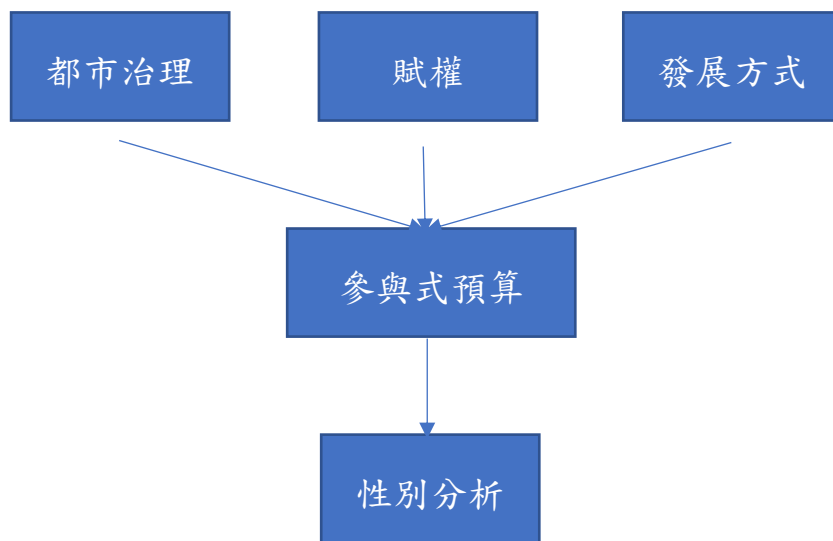 都市治理
賦權
發展方式
參與式預算
性別分析